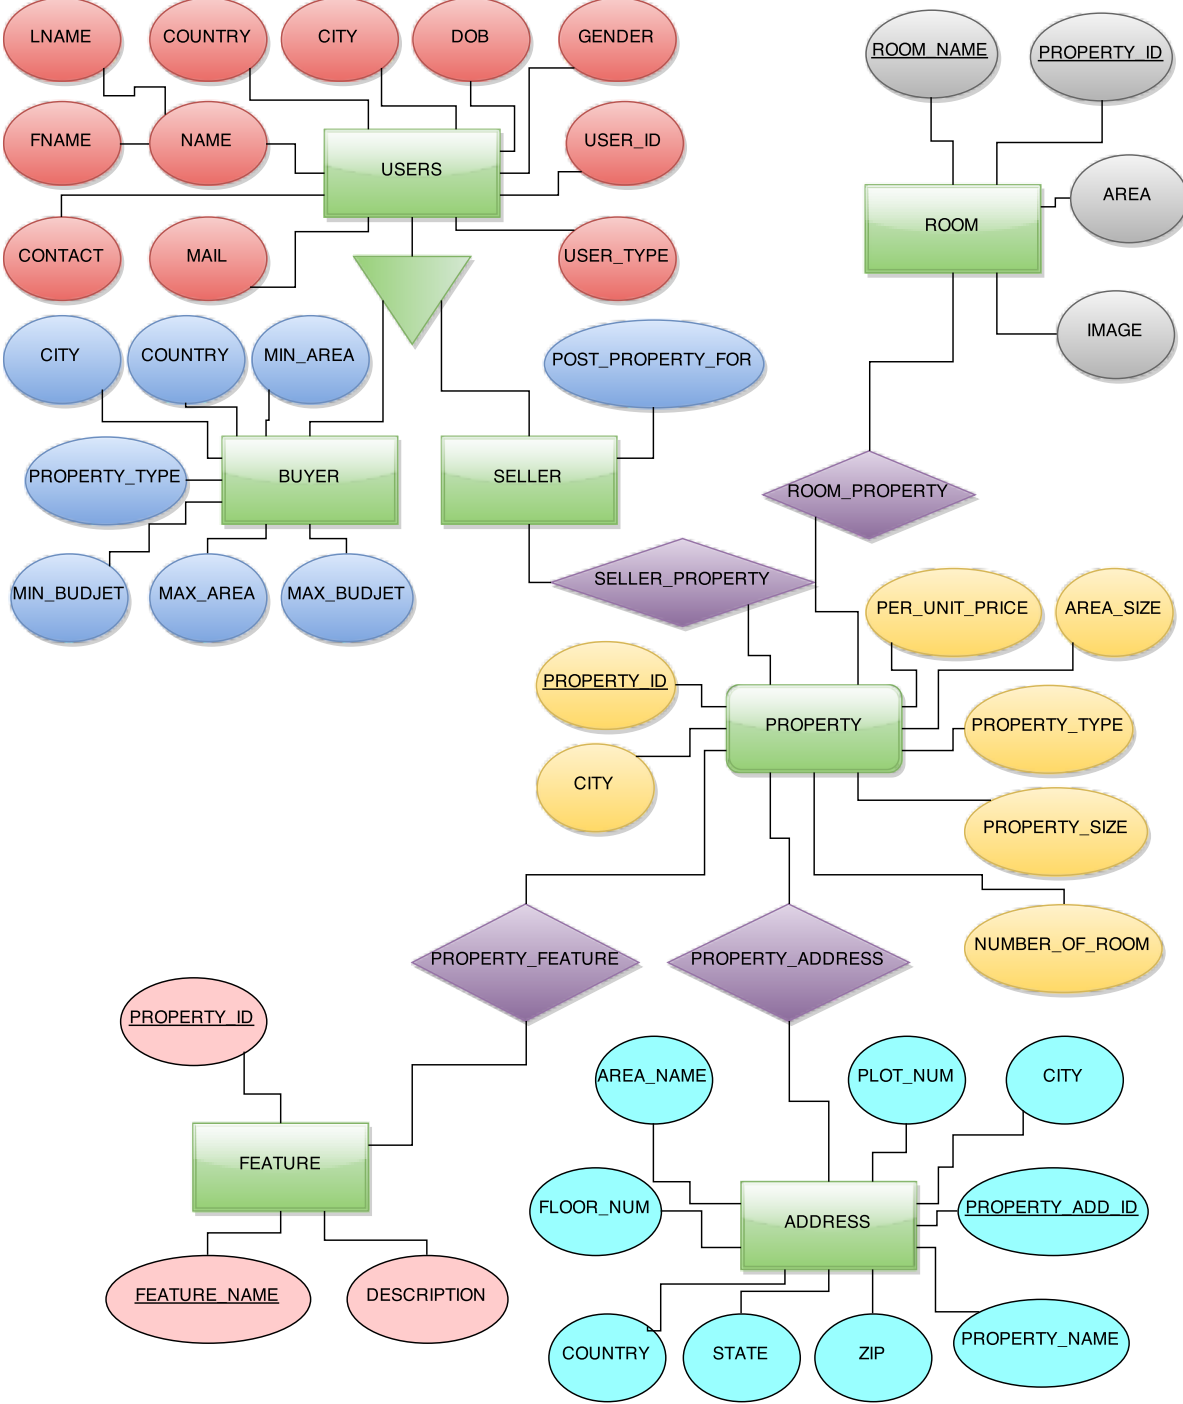 LNAME
COUNTRY
CITY
DOB
GENDER
ROOM_NAME
PROPERTY_ID
FNAME
NAME
USERS
USER_ID
AREA
ROOM
CONTACT
MAIL
USER_TYPE
IMAGE
CITY
COUNTRY
MIN_AREA
POST_PROPERTY_FOR
PROPERTY_TYPE
BUYER
SELLER
ROOM_PROPERTY
MIN_BUDJET
MAX_AREA
MAX_BUDJET
SELLER_PROPERTY
PER_UNIT_PRICE
AREA_SIZE
PROPERTY_ID
PROPERTY
PROPERTY_TYPE
CITY
PROPERTY_SIZE
NUMBER_OF_ROOM
PROPERTY_FEATURE
PROPERTY_ADDRESS
PROPERTY_ID
AREA_NAME
PLOT_NUM
CITY
FEATURE
FLOOR_NUM
ADDRESS
PROPERTY_ADD_ID
FEATURE_NAME
DESCRIPTION
COUNTRY
STATE
ZIP
PROPERTY_NAME